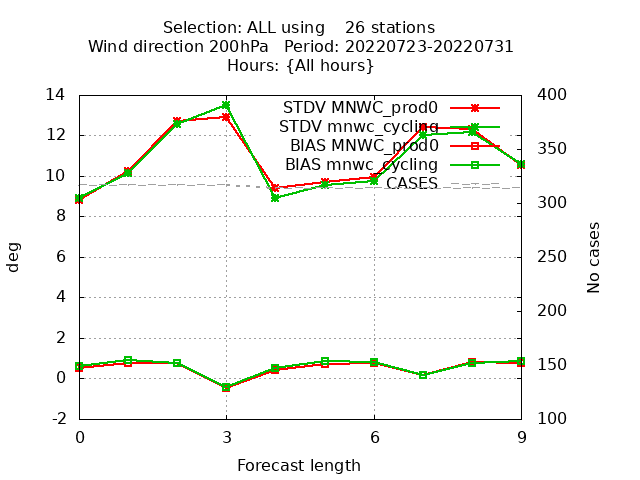 Selection: ALL using    26 stations
Wind direction 200hPa   Period: 20220723-20220731
Hours: {All hours}
STDV MNWC_prod0
STDV mnwc_cycling
BIAS MNWC_prod0
BIAS mnwc_cycling
CASES
14
12
10
8
6
4
2
0
-2
400
350
300
250
200
150
100
deg
No cases
0
3
6
9
Forecast length